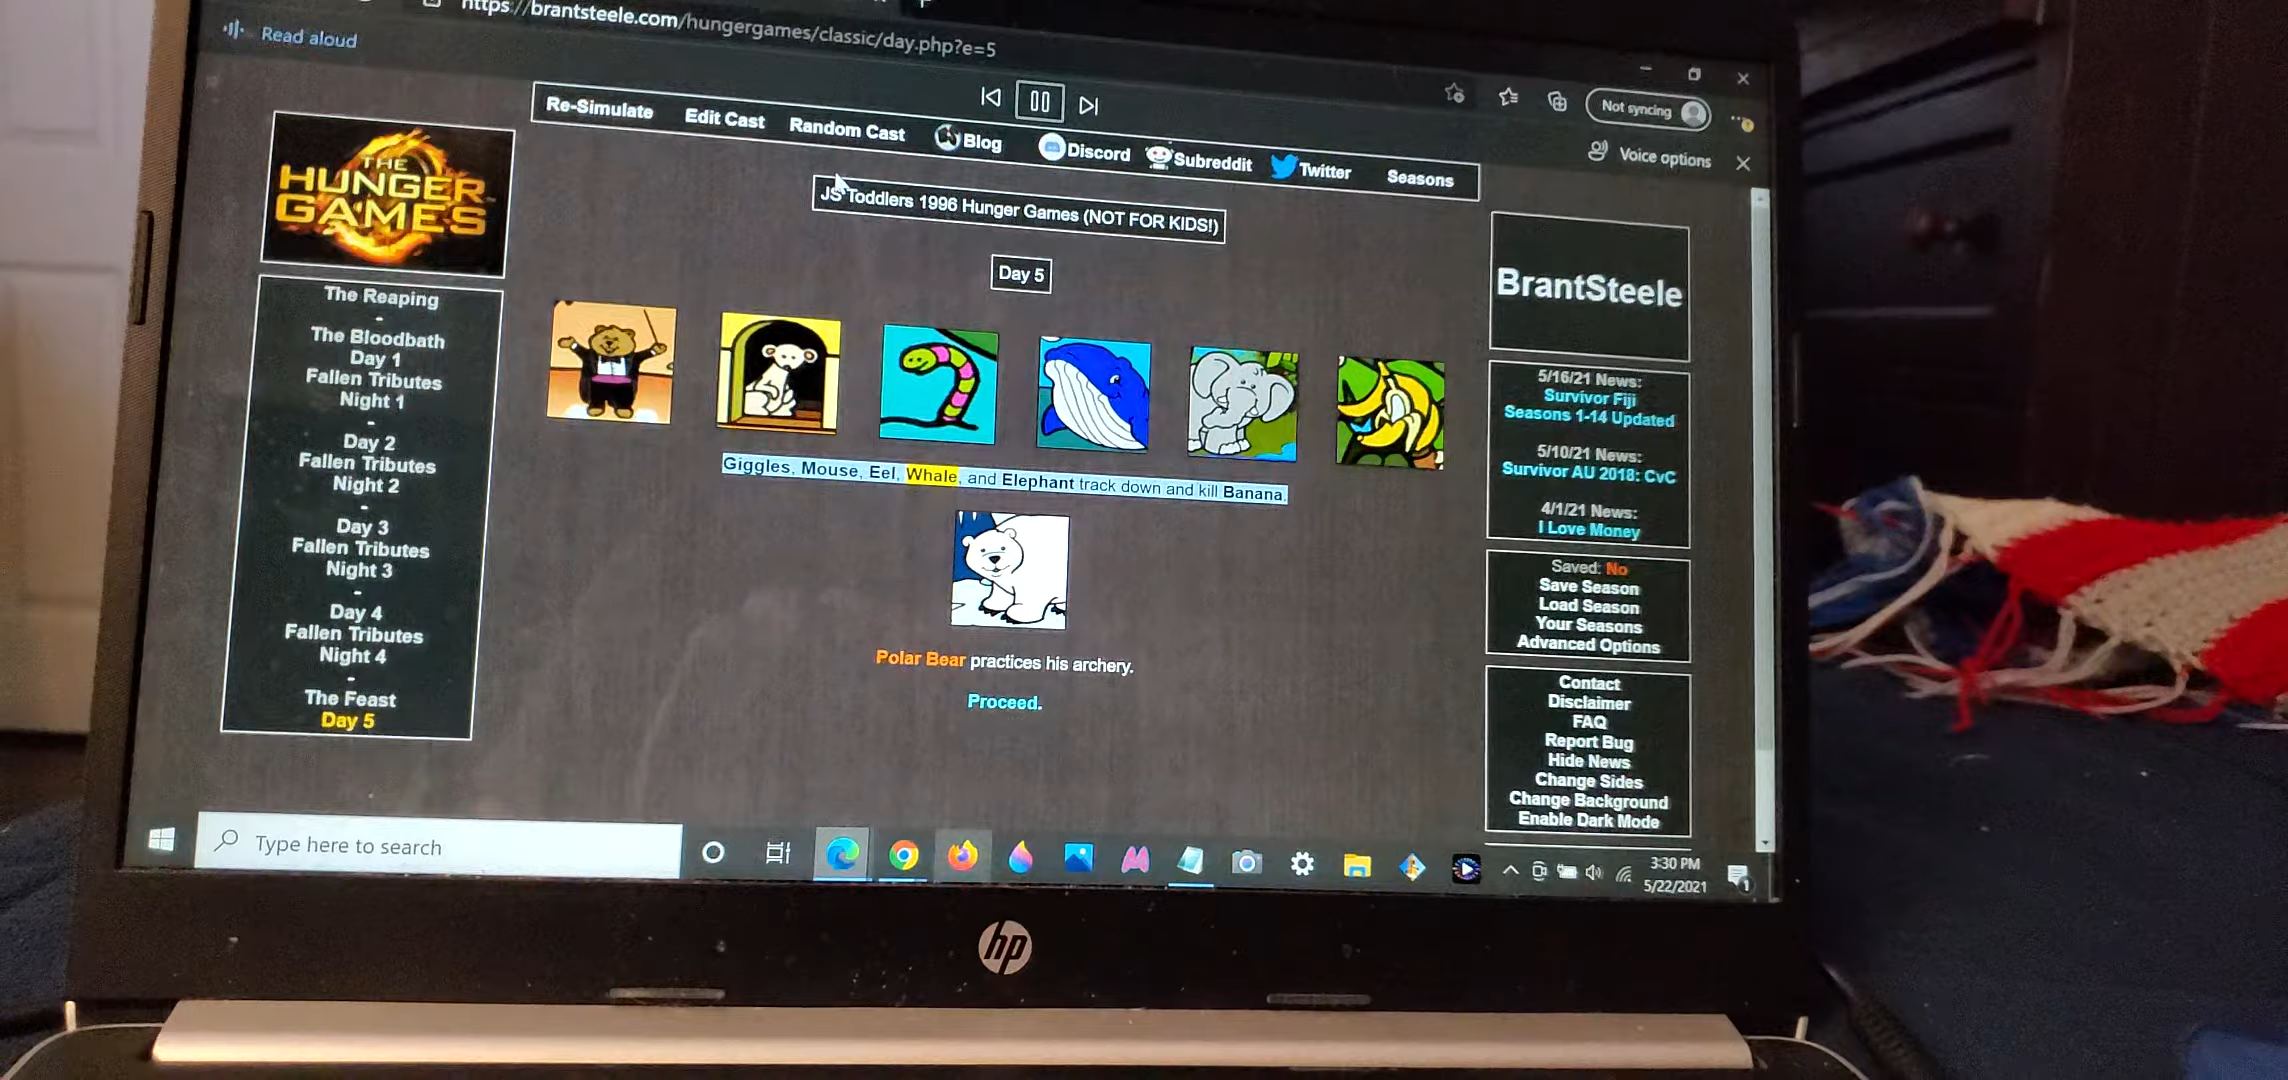 https://brantsteele.com/hungergames/classic/day.php?e=5
Read aloud
Not syncing
Voice options
Re-Simulate Edit Cast Random Cast Blog Discord Subreddit Twitter Seasons
THE
HUNGER
GAMES
JS Toddlers 1996 Hunger Games (NOT FOR KIDS!)
Day 5
The Reaping
-
The Bloodbath
Day 1
Fallen Tributes
Night 1
-
Day 2
Fallen Tributes
Night 2
-
Day 3
Fallen Tributes
Night 3
-
Day 4
Fallen Tributes
Night 4
-
The Feast
Day 5
Giggles, Mouse, Eel, Whale, and Elephant track down and kill Banana.
Polar Bear practices his archery.
Proceed.
BrantSteele
5/16/21 News:
Survivor Fiji
Seasons 1-14 Updated
5/10/21 News:
Survivor AU 2018: CvC
4/1/21 News:
I Love Money
Saved: No
Save Season
Load Season
Your Seasons
Advanced Options
Contact
Disclaimer
FAQ
Report Bug
Hide News
Change Sides
Change Background
Enable Dark Mode
Type here to search
3:30 PM
5/22/2021
1
hp